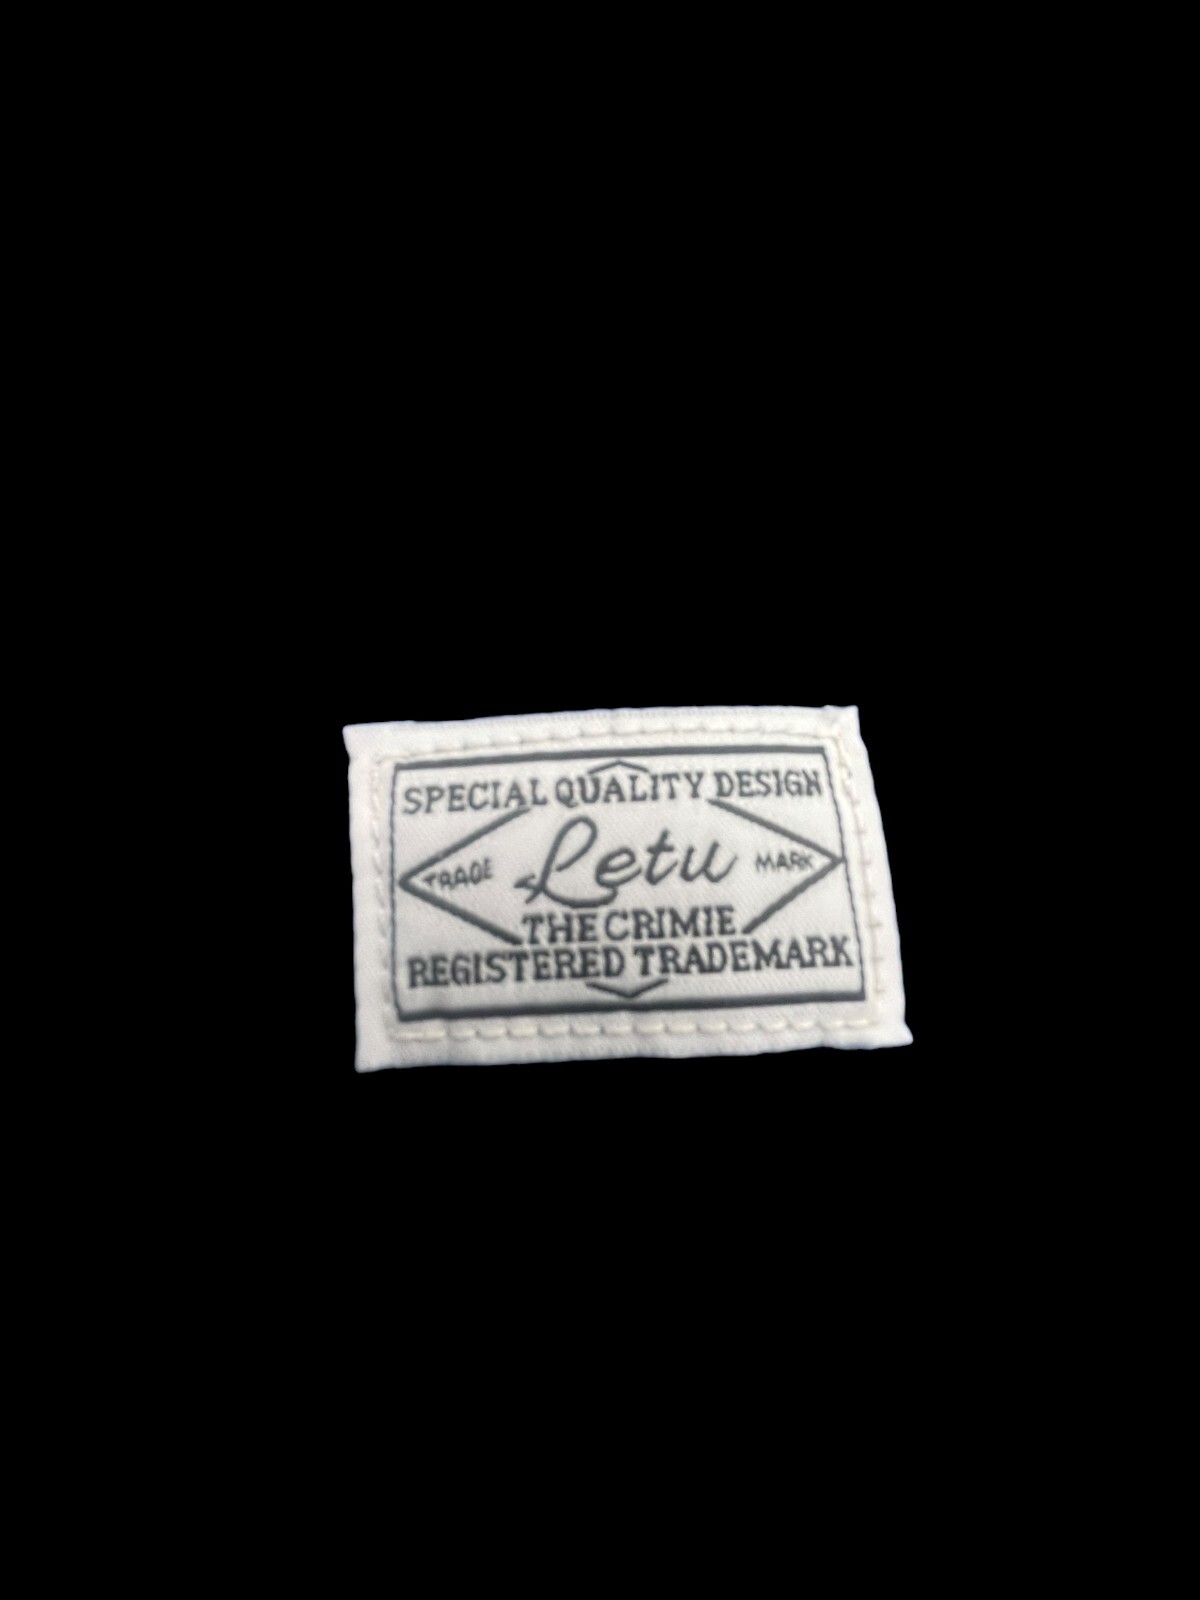 SPECIAL QUALITY DESIGN
TRADE Letu MARK
THE CRIMIE
REGISTERED TRADEMARK